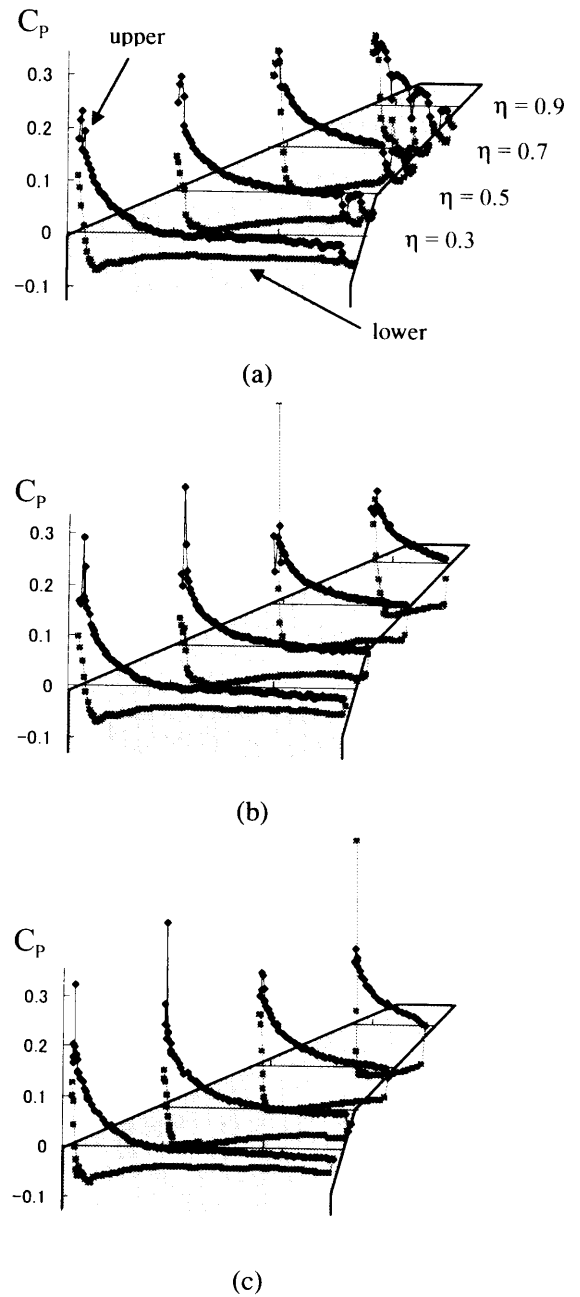 C_P
upper
0.3
0.2
0.1
0
-0.1
η = 0.9
η = 0.7
η = 0.5
η = 0.3
lower
(a)
C_P
0.3
0.2
0.1
0
-0.1
(b)
C_P
0.3
0.2
0.1
0
-0.1
(c)